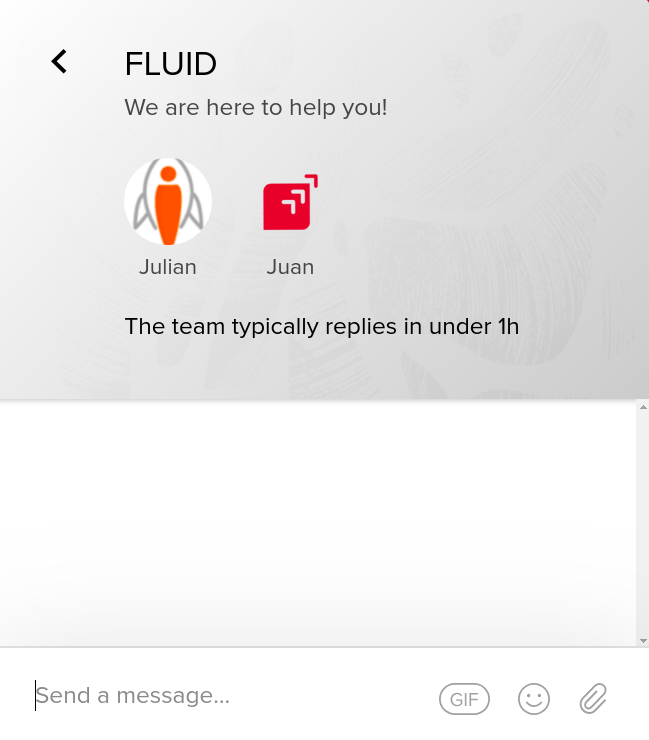 FLUID
We are here to help you!
Julian Juan
The team typically replies in under 1h
Send a message...
GIF